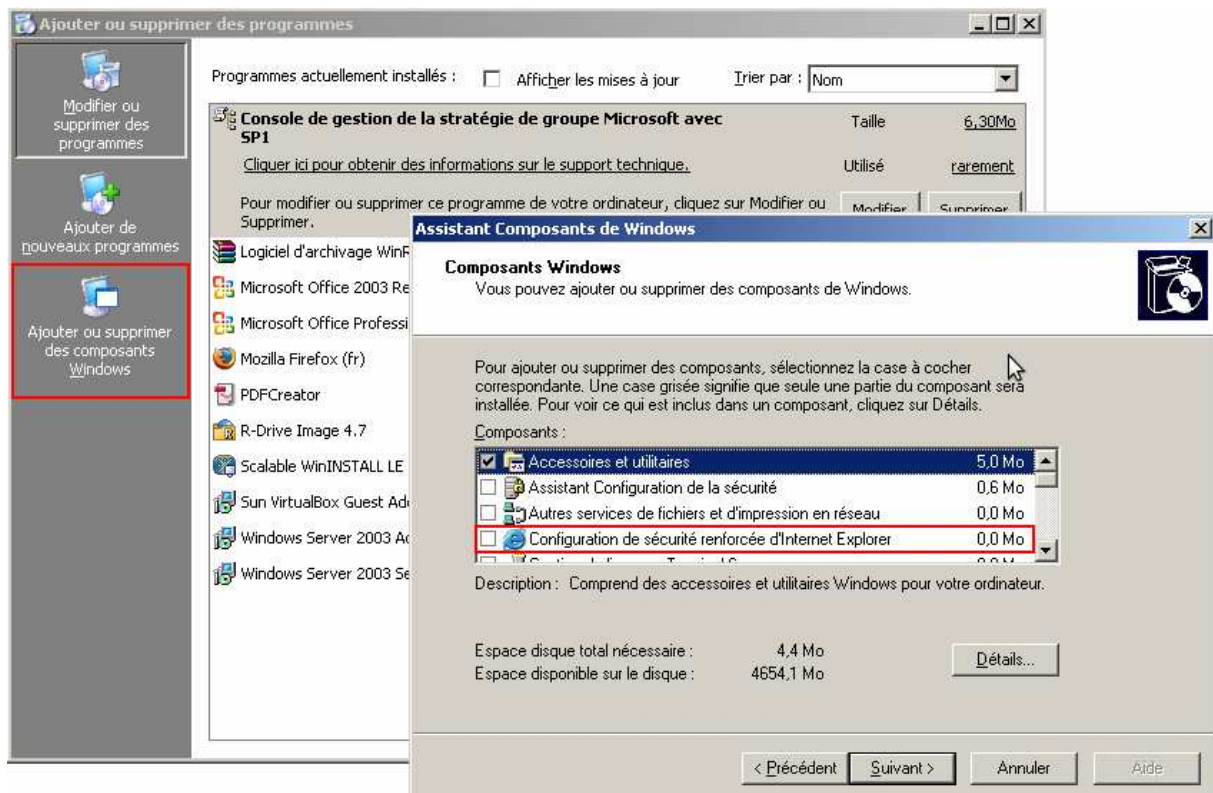 Ajouter ou supprimer des programmes
Modifier ou
supprimer des
programmes
Ajouter de
nouveaux programmes
Ajouter ou supprimer
des composants
Windows
Programmes actuellement installés :
Afficher les mises à jour
Trier par :
Nom
Console de gestion de la stratégie de groupe Microsoft avec
SP1
Taille
6,30Mo
Cliquer ici pour obtenir des informations sur le support technique.
Utilisé
rarement
Pour modifier ou supprimer ce programme de votre ordinateur, cliquez sur Modifier ou
Supprimer.
Modifier
Supprimer
Logiciel d'archivage
Microsoft Office 2003
Microsoft Office
Mozilla Firefox (fr)
PDFCreator
R-Drive Image 4.7
Scalable WinINSTALL LE
Sun VirtualBox Guest
Windows Server 2003
Windows Server 2003
Assistant Composants de Windows
Composants Windows
Vous pouvez ajouter ou supprimer des composants de Windows.
Pour ajouter ou supprimer des composants, sélectionnez la case à cocher
correspondante. Une case grisée signifie que seule une partie du composant sera
installée. Pour voir ce qui est inclus dans un composant, cliquez sur Détails.
Composants :
Accessoires et utilitaires 5,0 Mo
Assistant Configuration de la sécurité 0,6 Mo
Autres services de fichiers et d'impression en réseau 0,0 Mo
Configuration de sécurité renforcée d'Internet Explorer 0,0 Mo
Description : Comprend des accessoires et utilitaires Windows pour votre ordinateur.
Espace disque total nécessaire : 4,4 Mo
Espace disponible sur le disque : 4654,1 Mo
Détails...
< Précédent
Suivant >
Annuler
Aide